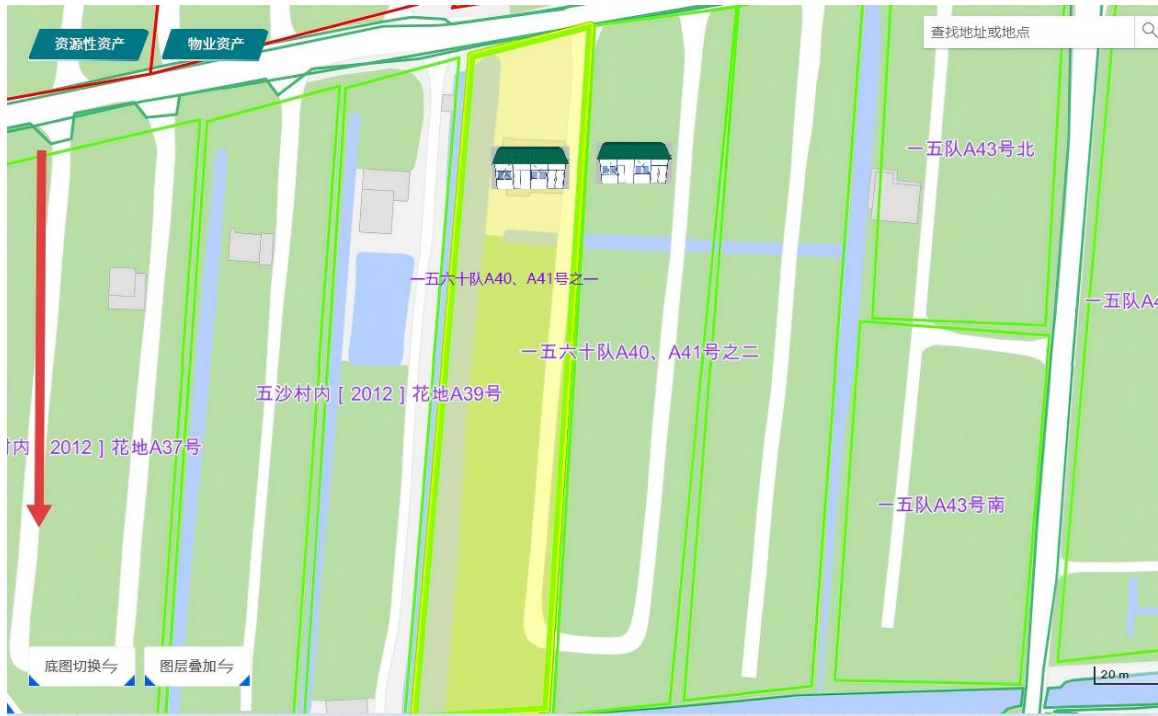 资源性资产
物业资产
查找地址或地点
一五队A43号北
一五六十队A40、A41号之一
一五队A4
一五六十队A40、A41号之二
五沙村内［2012］花地A39号
村内［2012］花地A37号
一五队A43号南
底图切换
图层叠加
20 m